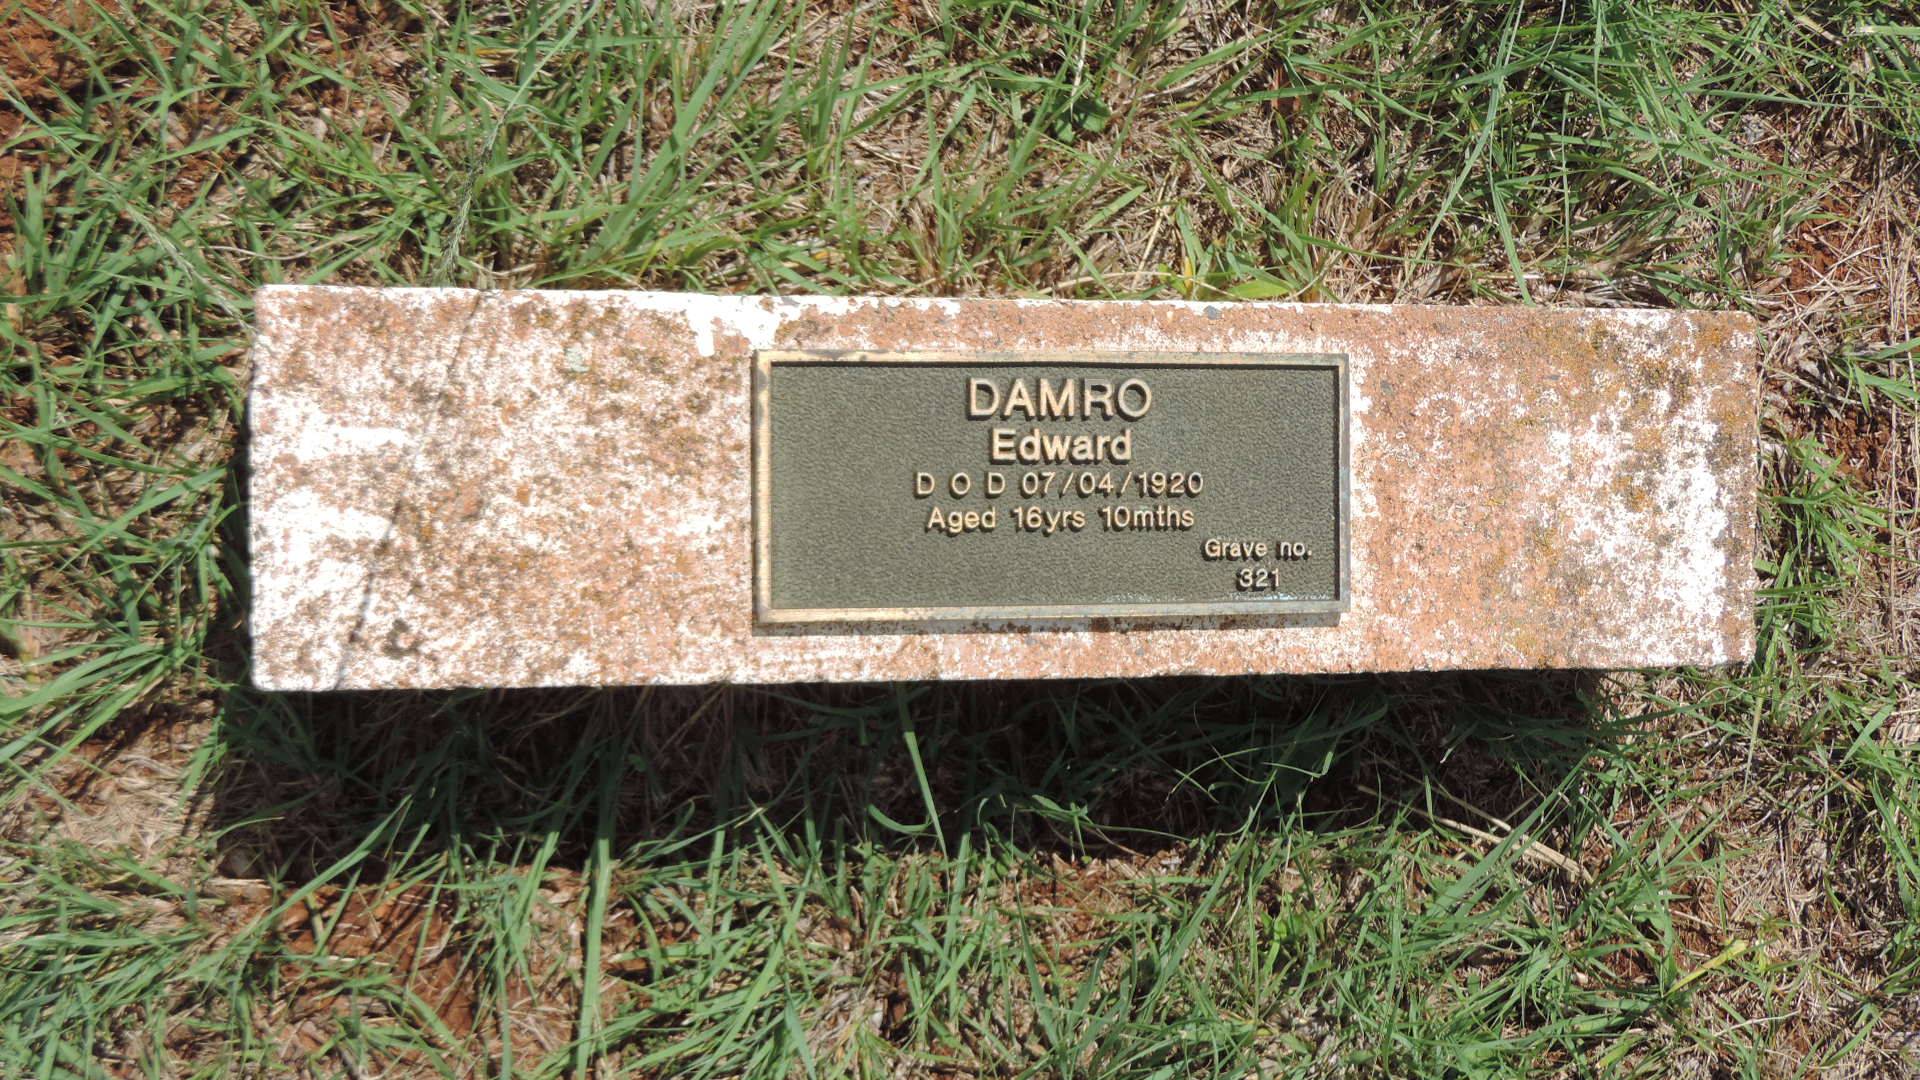 DAMRO
Edward
D O D 07/04/1920
Aged 16yrs 10mths
Grave no.
321